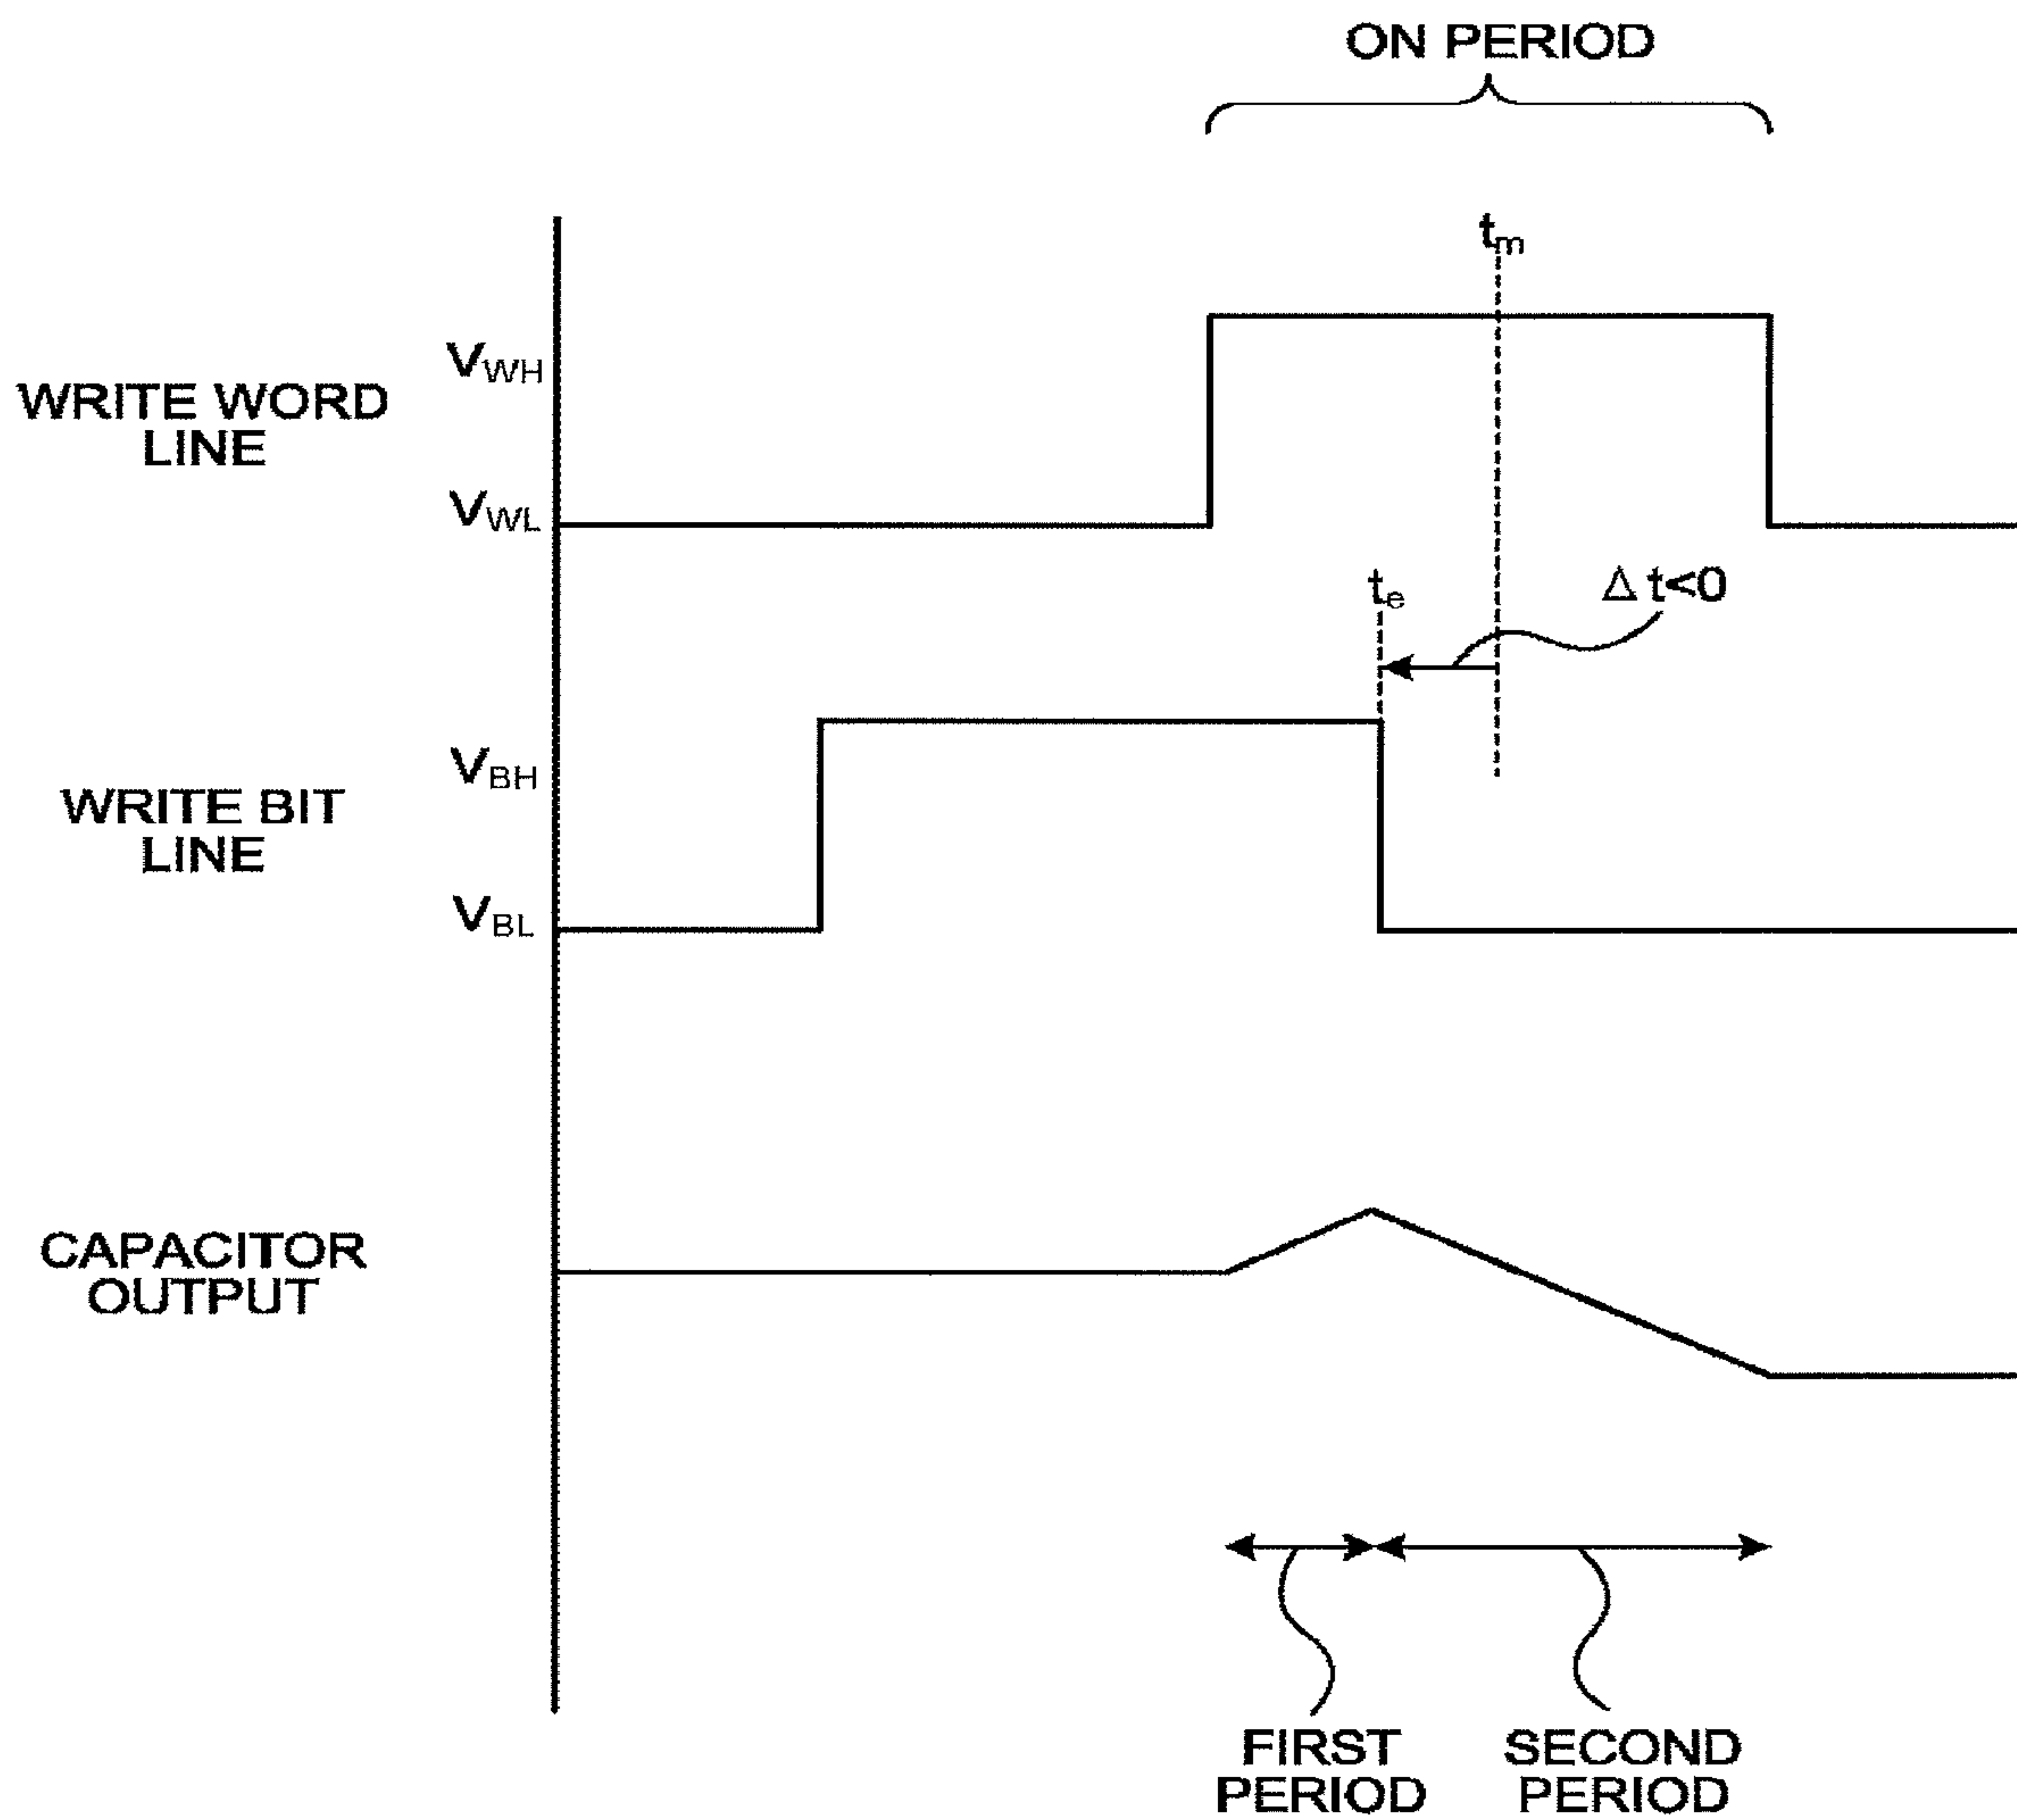 ON PERIOD
tm
VWH
WRITE WORD
LINE
VWL
te
Δt<0
VBH
WRITE BIT
LINE
VBL
CAPACITOR
OUTPUT
FIRST
PERIOD
SECOND
PERIOD